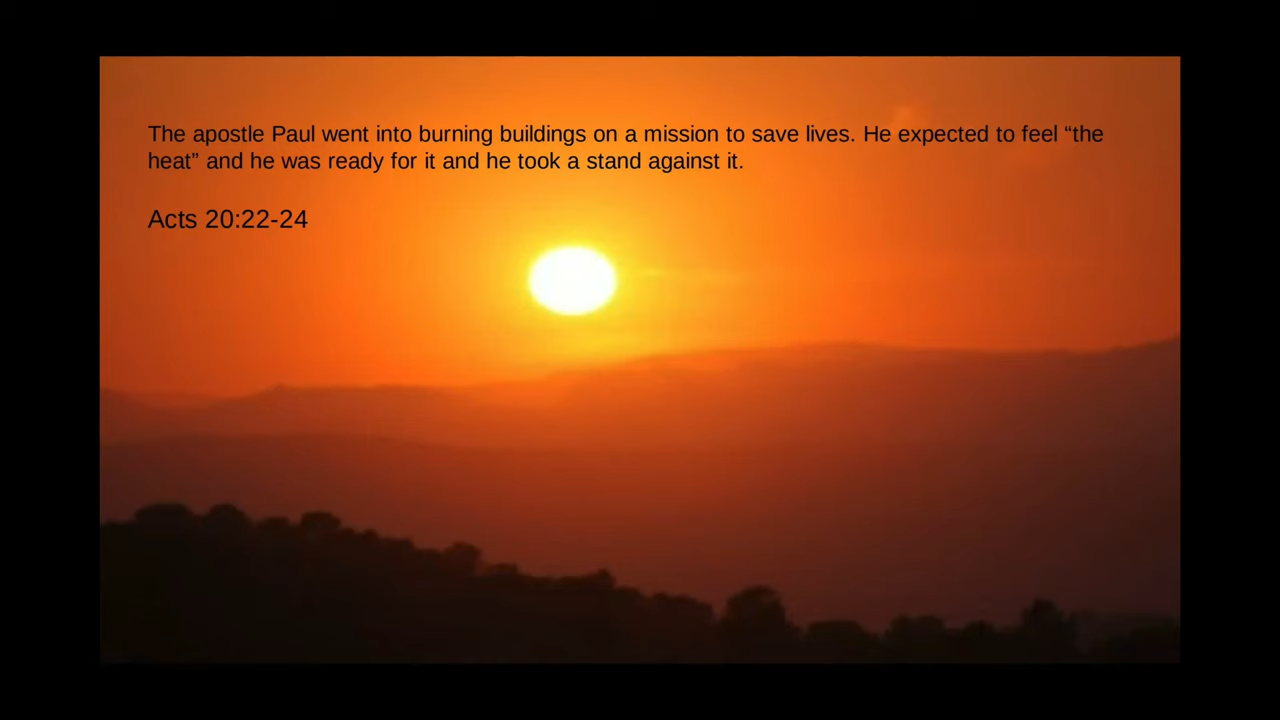 The apostle Paul went into burning buildings on a mission to save lives. He expected to feel “the
heat” and he was ready for it and he took a stand against it.
Acts 20:22-24